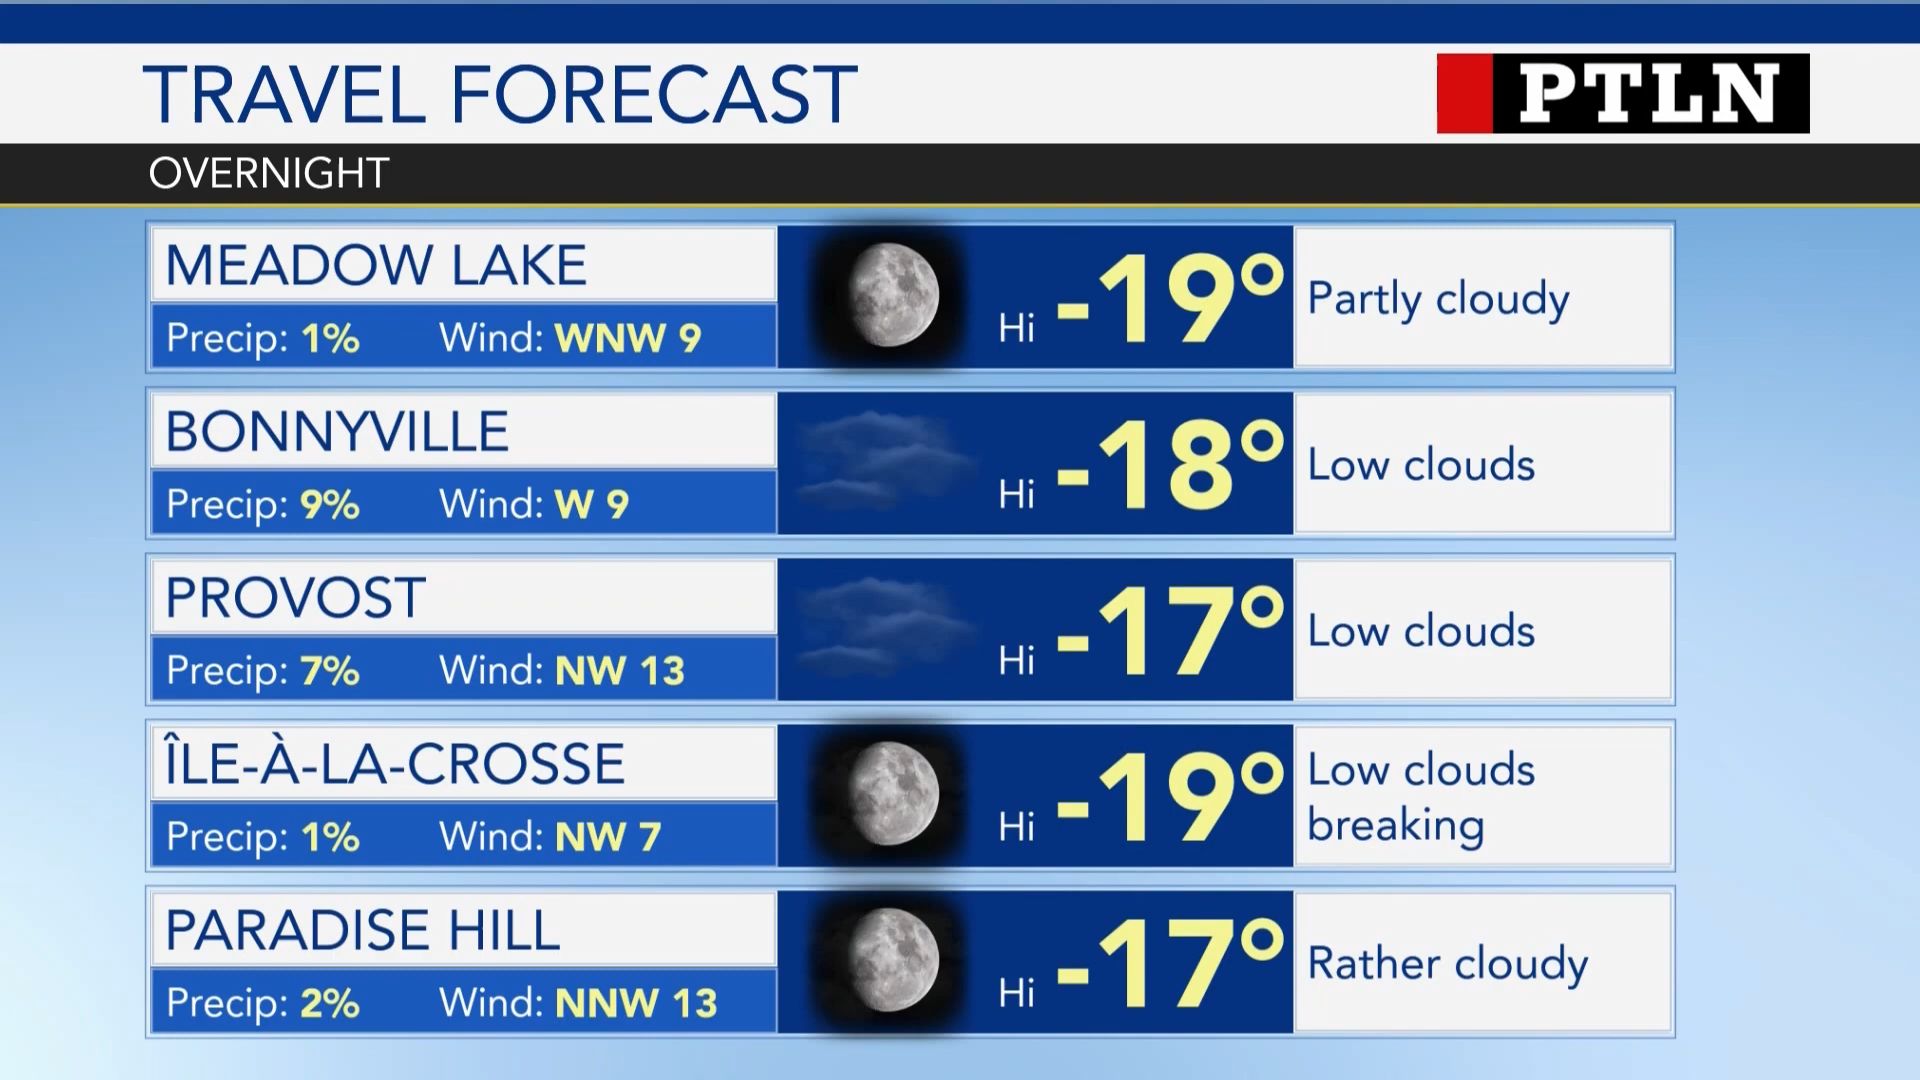 TRAVEL FORECAST
PTLN
OVERNIGHT
MEADOW LAKE
Precip: 1% Wind: WNW 9
Hi -19°
Partly cloudy
BONNYVILLE
Precip: 9% Wind: W 9
Hi -18°
Low clouds
PROVOST
Precip: 7% Wind: NW 13
Hi -17°
Low clouds
ÎLE-À-LA-CROSSE
Precip: 1% Wind: NW 7
Hi -19°
Low clouds
breaking
PARADISE HILL
Precip: 2% Wind: NNW 13
Hi -17°
Rather cloudy